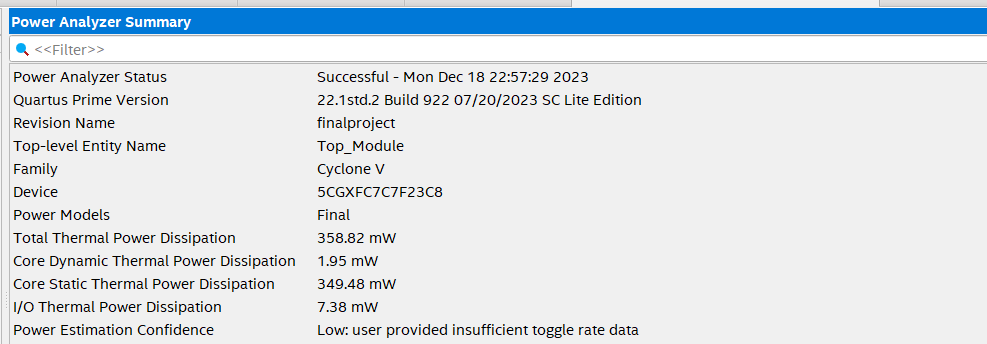 Power Analyzer Summary
<<Filter>>
Power Analyzer Status Successful - Mon Dec 18 22:57:29 2023
Quartus Prime Version 22.1std.2 Build 922 07/20/2023 SC Lite Edition
Revision Name finalproject
Top-level Entity Name Top_Module
Family Cyclone V
Device 5CGXFC7C7F23C8
Power Models Final
Total Thermal Power Dissipation 358.82 mW
Core Dynamic Thermal Power Dissipation 1.95 mW
Core Static Thermal Power Dissipation 349.48 mW
I/O Thermal Power Dissipation 7.38 mW
Power Estimation Confidence Low: user provided insufficient toggle rate data